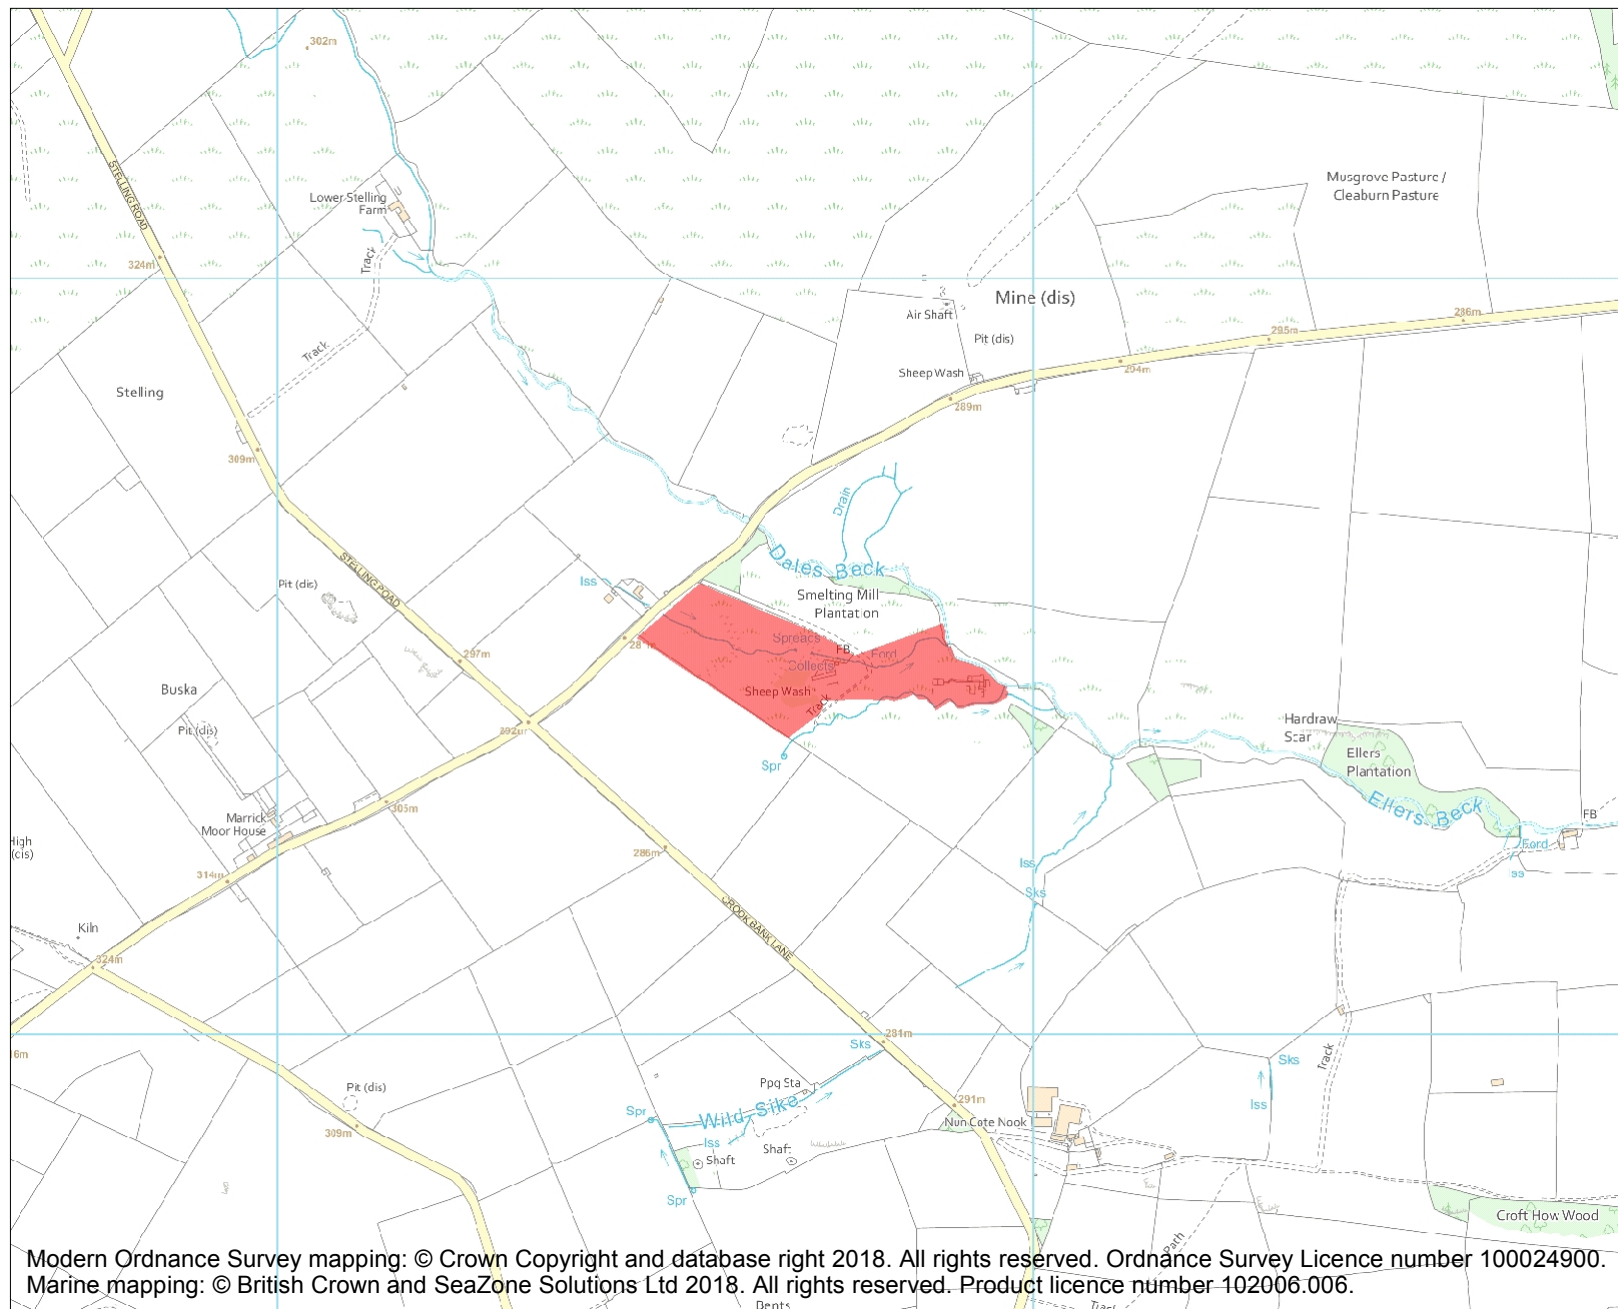 302m
STELLING ROAD
Lower Stelling
Farm
Track
324m
Musgrove Pasture /
Cleaburn Pasture
Mine (dis)
Air Shaft
Pit (dis)
Sheep Wash
286m
295m
294m
289m
Track
Stelling
309m
Drain
STELLING ROAD
Pit (dis)
Iss
Dales Beck
Smelting Mill
Plantation
Spreads
FB
Ford
Collects
Sheep Wash
Track
297m
Buska
Pit (dis)
292m
Spr
Hardraw
Scar
Ellers
Plantation
Ellers Beck
FB
Ford
Iss
305m
Marrick
Moor House
High
(dis)
314m
286m
Iss
Sks
Kiln
324m
CROOK BANK LANE
281m
Sks
Sks
Track
Iss
Pit (dis)
Ppg Sta
Wild Sike
Spr
Iss
291m
Nun Cote Nook
309m
Shaft
Shaft
Spr
Croft How Wood
Path
Modern Ordnance Survey mapping: © Crown Copyright and database right 2018. All rights reserved. Ordnance Survey Licence number 100024900.
Marine mapping: © British Crown and SeaZone Solutions Ltd 2018. All rights reserved. Product licence number 102006.006.
Dents
Track